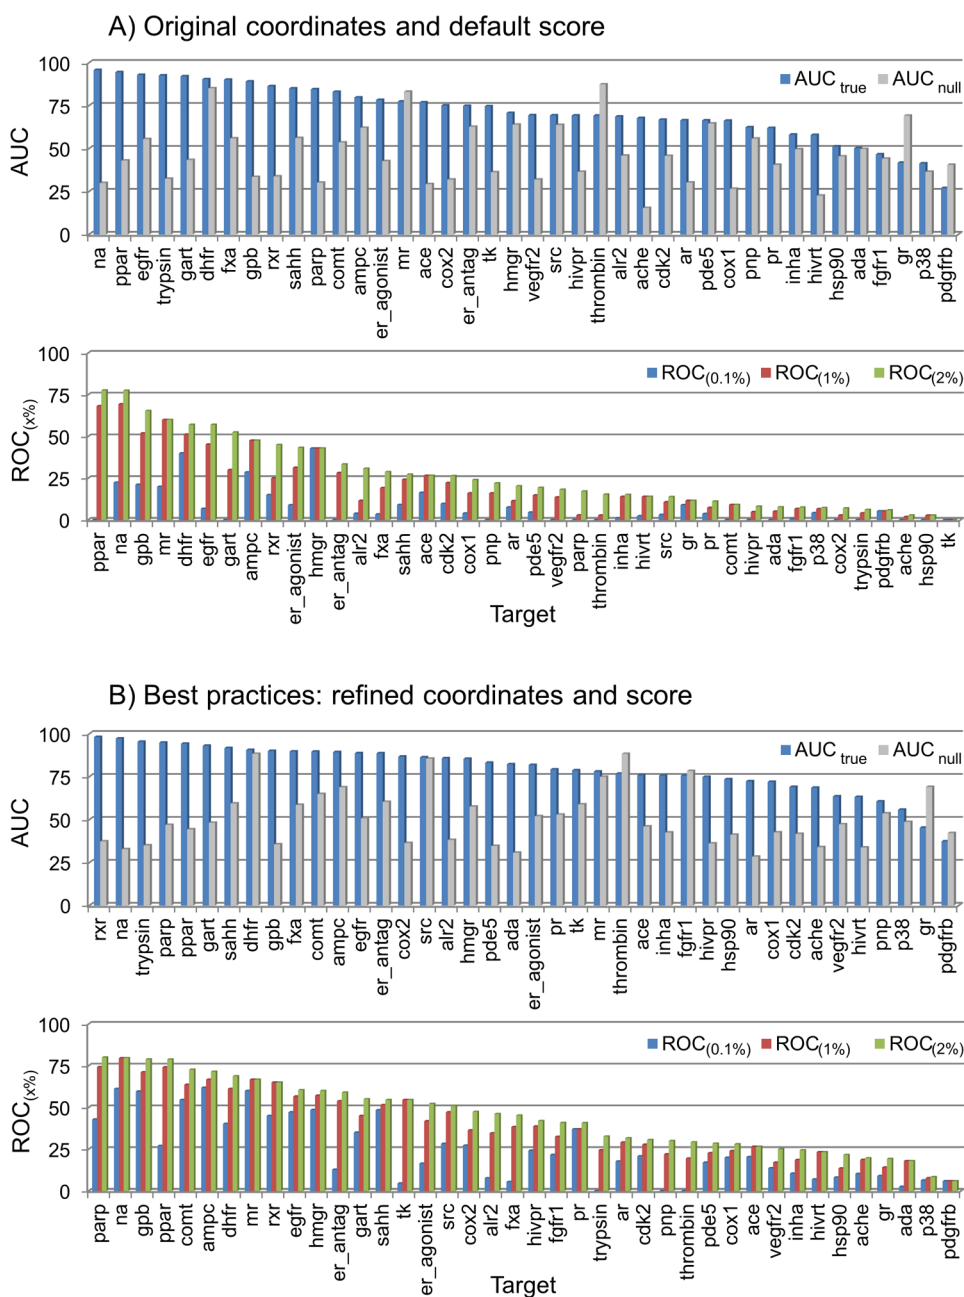 A) Original coordinates and default score
AUC
100
75
50
25
0
AUC true AUC null
na ppar egfr trypsin gart dhfr fxa gpb rxr sahh parp comt ampc er_agonist mr ace cox2 er_antag tk hmgr vegfr2 src hivpr thrombin alr2 ache cdk2 ar pde5 cox1 pnp pr inha hivrt hsp90 ada fgfr1 gr p38 pdgfrb
ROC(x%)
100
75
50
25
0
ROC(0.1%) ROC(1%) ROC(2%)
ppar na gpb mr dhfr egfr gart ampc rxr er_agonist hmgr er_antag alr2 fxa sahh ace cdk2 cox1 pnp ar pde5 vegfr2 parp thrombin inha hivrt src gr pr comt hivpr ada fgfr1 p38 cox2 trypsin pdgfrb ache hsp90 tk
Target
B) Best practices: refined coordinates and score
AUC
100
75
50
25
0
AUC true AUC null
rxr na trypsin parp ppar gart sahh dhfr gpb fxa comt ampc egfr er_antag cox2 src alr2 hmgr pde5 ada er_agonist pr tk mr thrombin ace inha fgfr1 hivpr hsp90 ar cox1 cdk2 ache vegfr2 hivrt pnp p38 gr pdgfrb
ROC(x%)
100
75
50
25
0
ROC(0.1%) ROC(1%) ROC(2%)
parp na gpb ppar comt ampc dhfr mr rxr egfr hmgr er_antag gart sahh tk er_agonist src cox2 alr2 fxa hivpr fgfr1 pr trypsin ar cdk2 pnp thrombin pde5 cox1 ace vegfr2 inha hivrt hsp90 ache gr ada p38 pdgfrb
Target